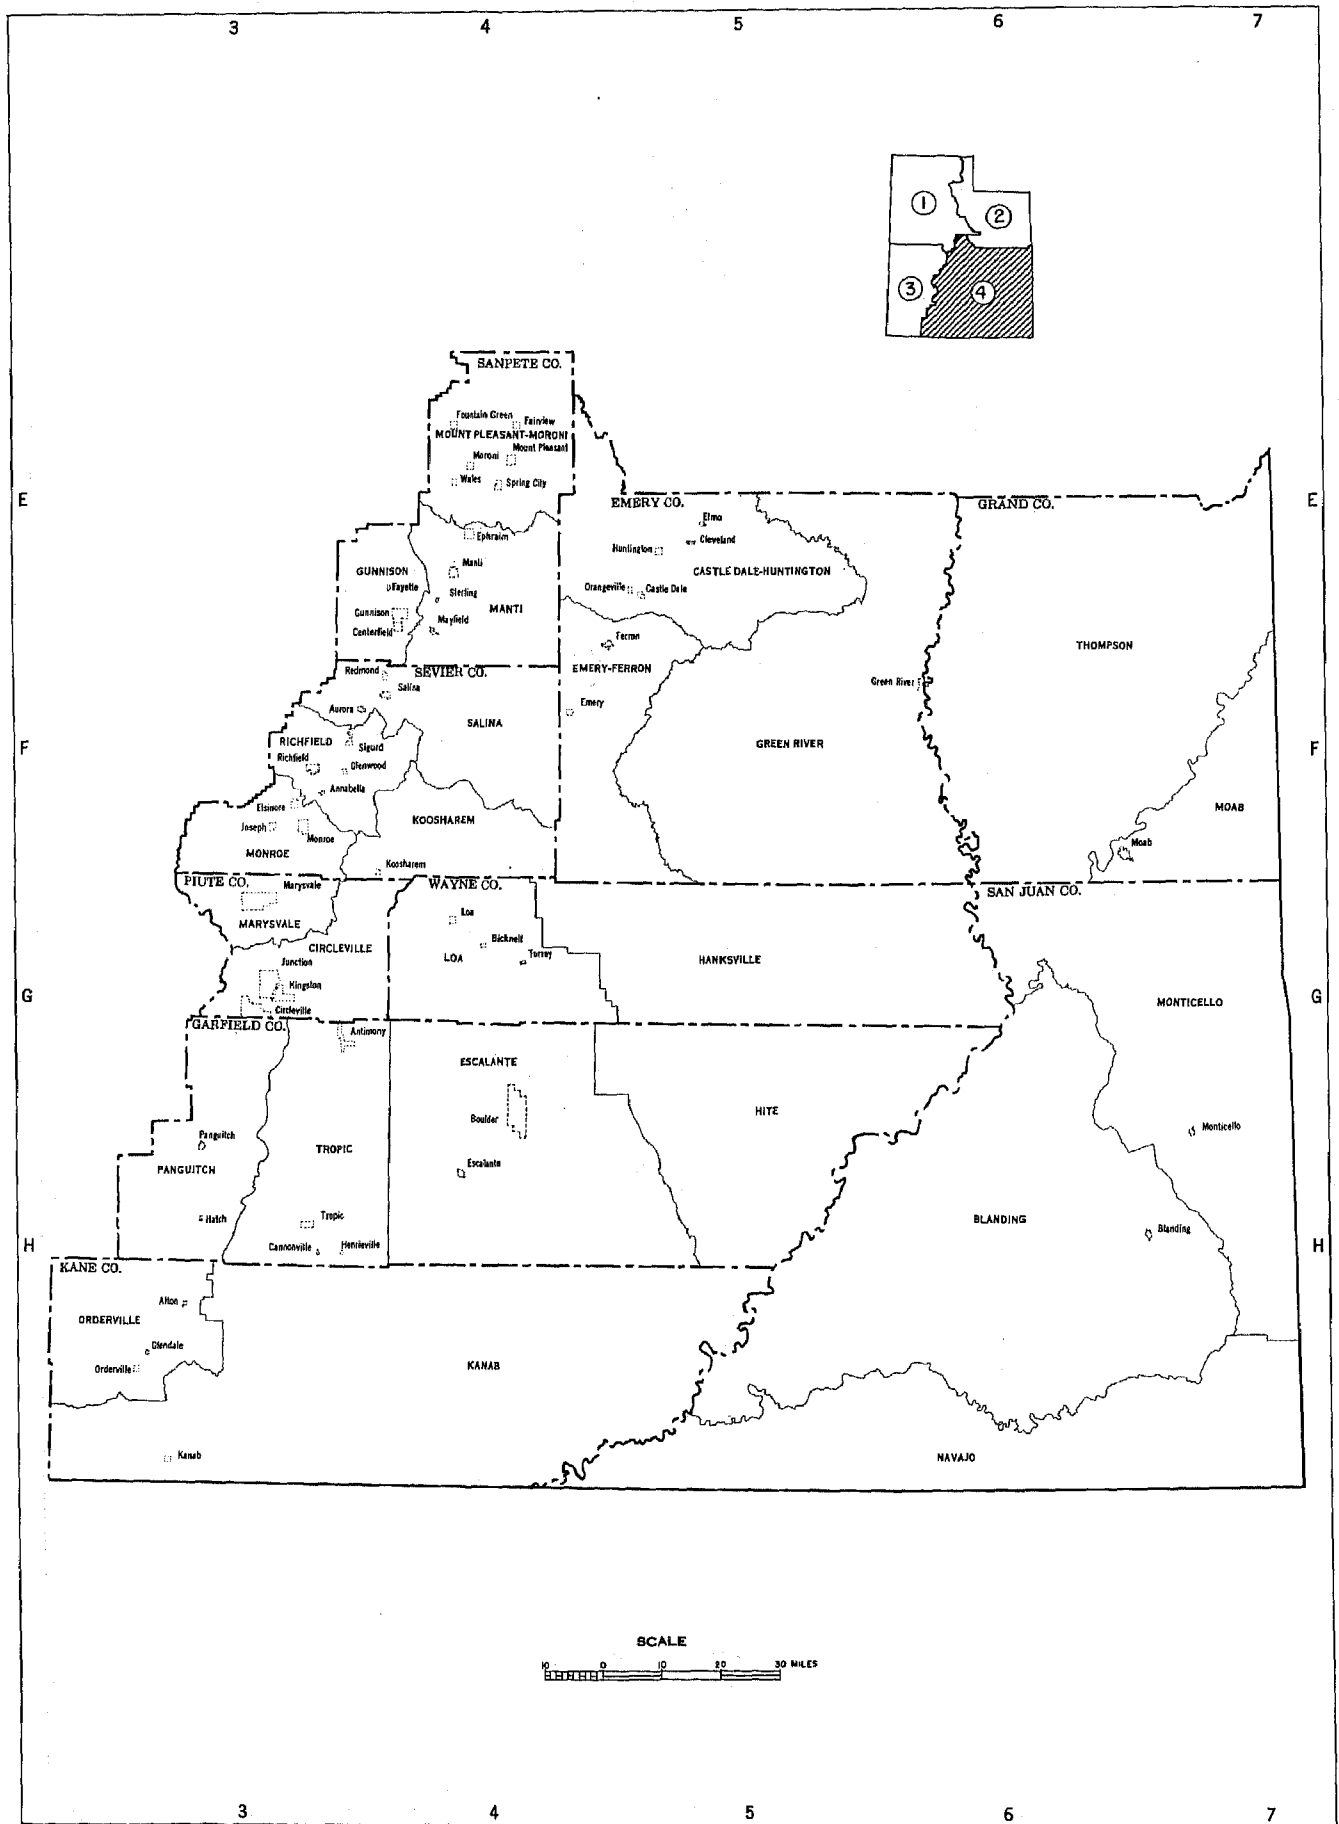 3 4 5 6 7
1
2
3
4
SANPETE CO.
Fountain Green Fairview
MOUNT PLEASANT-MORONI
Mount Pleasant
Moroni
Wales Spring City
E E
EMERY CO. GRAND CO.
Elmo
Ephraim
Cleveland
Huntington
Manti
GUNNISON
CASTLE DALE-HUNTINGTON
Fayette
Orangeville Castle Dale
Sterling
MANTI
Gunnison
Mayfield
Centerfield
Ferron
THOMPSON
EMERY-FERRON
Redmond SEVIER CO.
Green River
Salina
Emery
Aurora
SALINA
RICHFIELD
Sigurd
GREEN RIVER
F F
Richfield
Glenwood
Annabella
Elsinore
MOAB
KOOSHAREM
Joseph
Monroe
Moab
MONROE
Koosharem
PIUTE CO. Marysvale WAYNE CO. SAN JUAN CO.
Loa
MARYSVALE
Bicknell
CIRCLEVILLE
LOA Torrey HANKSVILLE
Junction
Kingston
G G
MONTICELLO
Circleville
GARFIELD CO.
Antimony
ESCALANTE
HITE
Boulder
Monticello
Panguitch
TROPIC
Escalante
PANGUITCH
Tropic
Hatch
BLANDING
Blanding
Cannonville Henrieville
H H
KANE CO.
Alton
ORDERVILLE
Glendale
Orderville
KANAB
Kanab
NAVAJO
SCALE
10 0 10 20 30 MILES
3 4 5 6 7